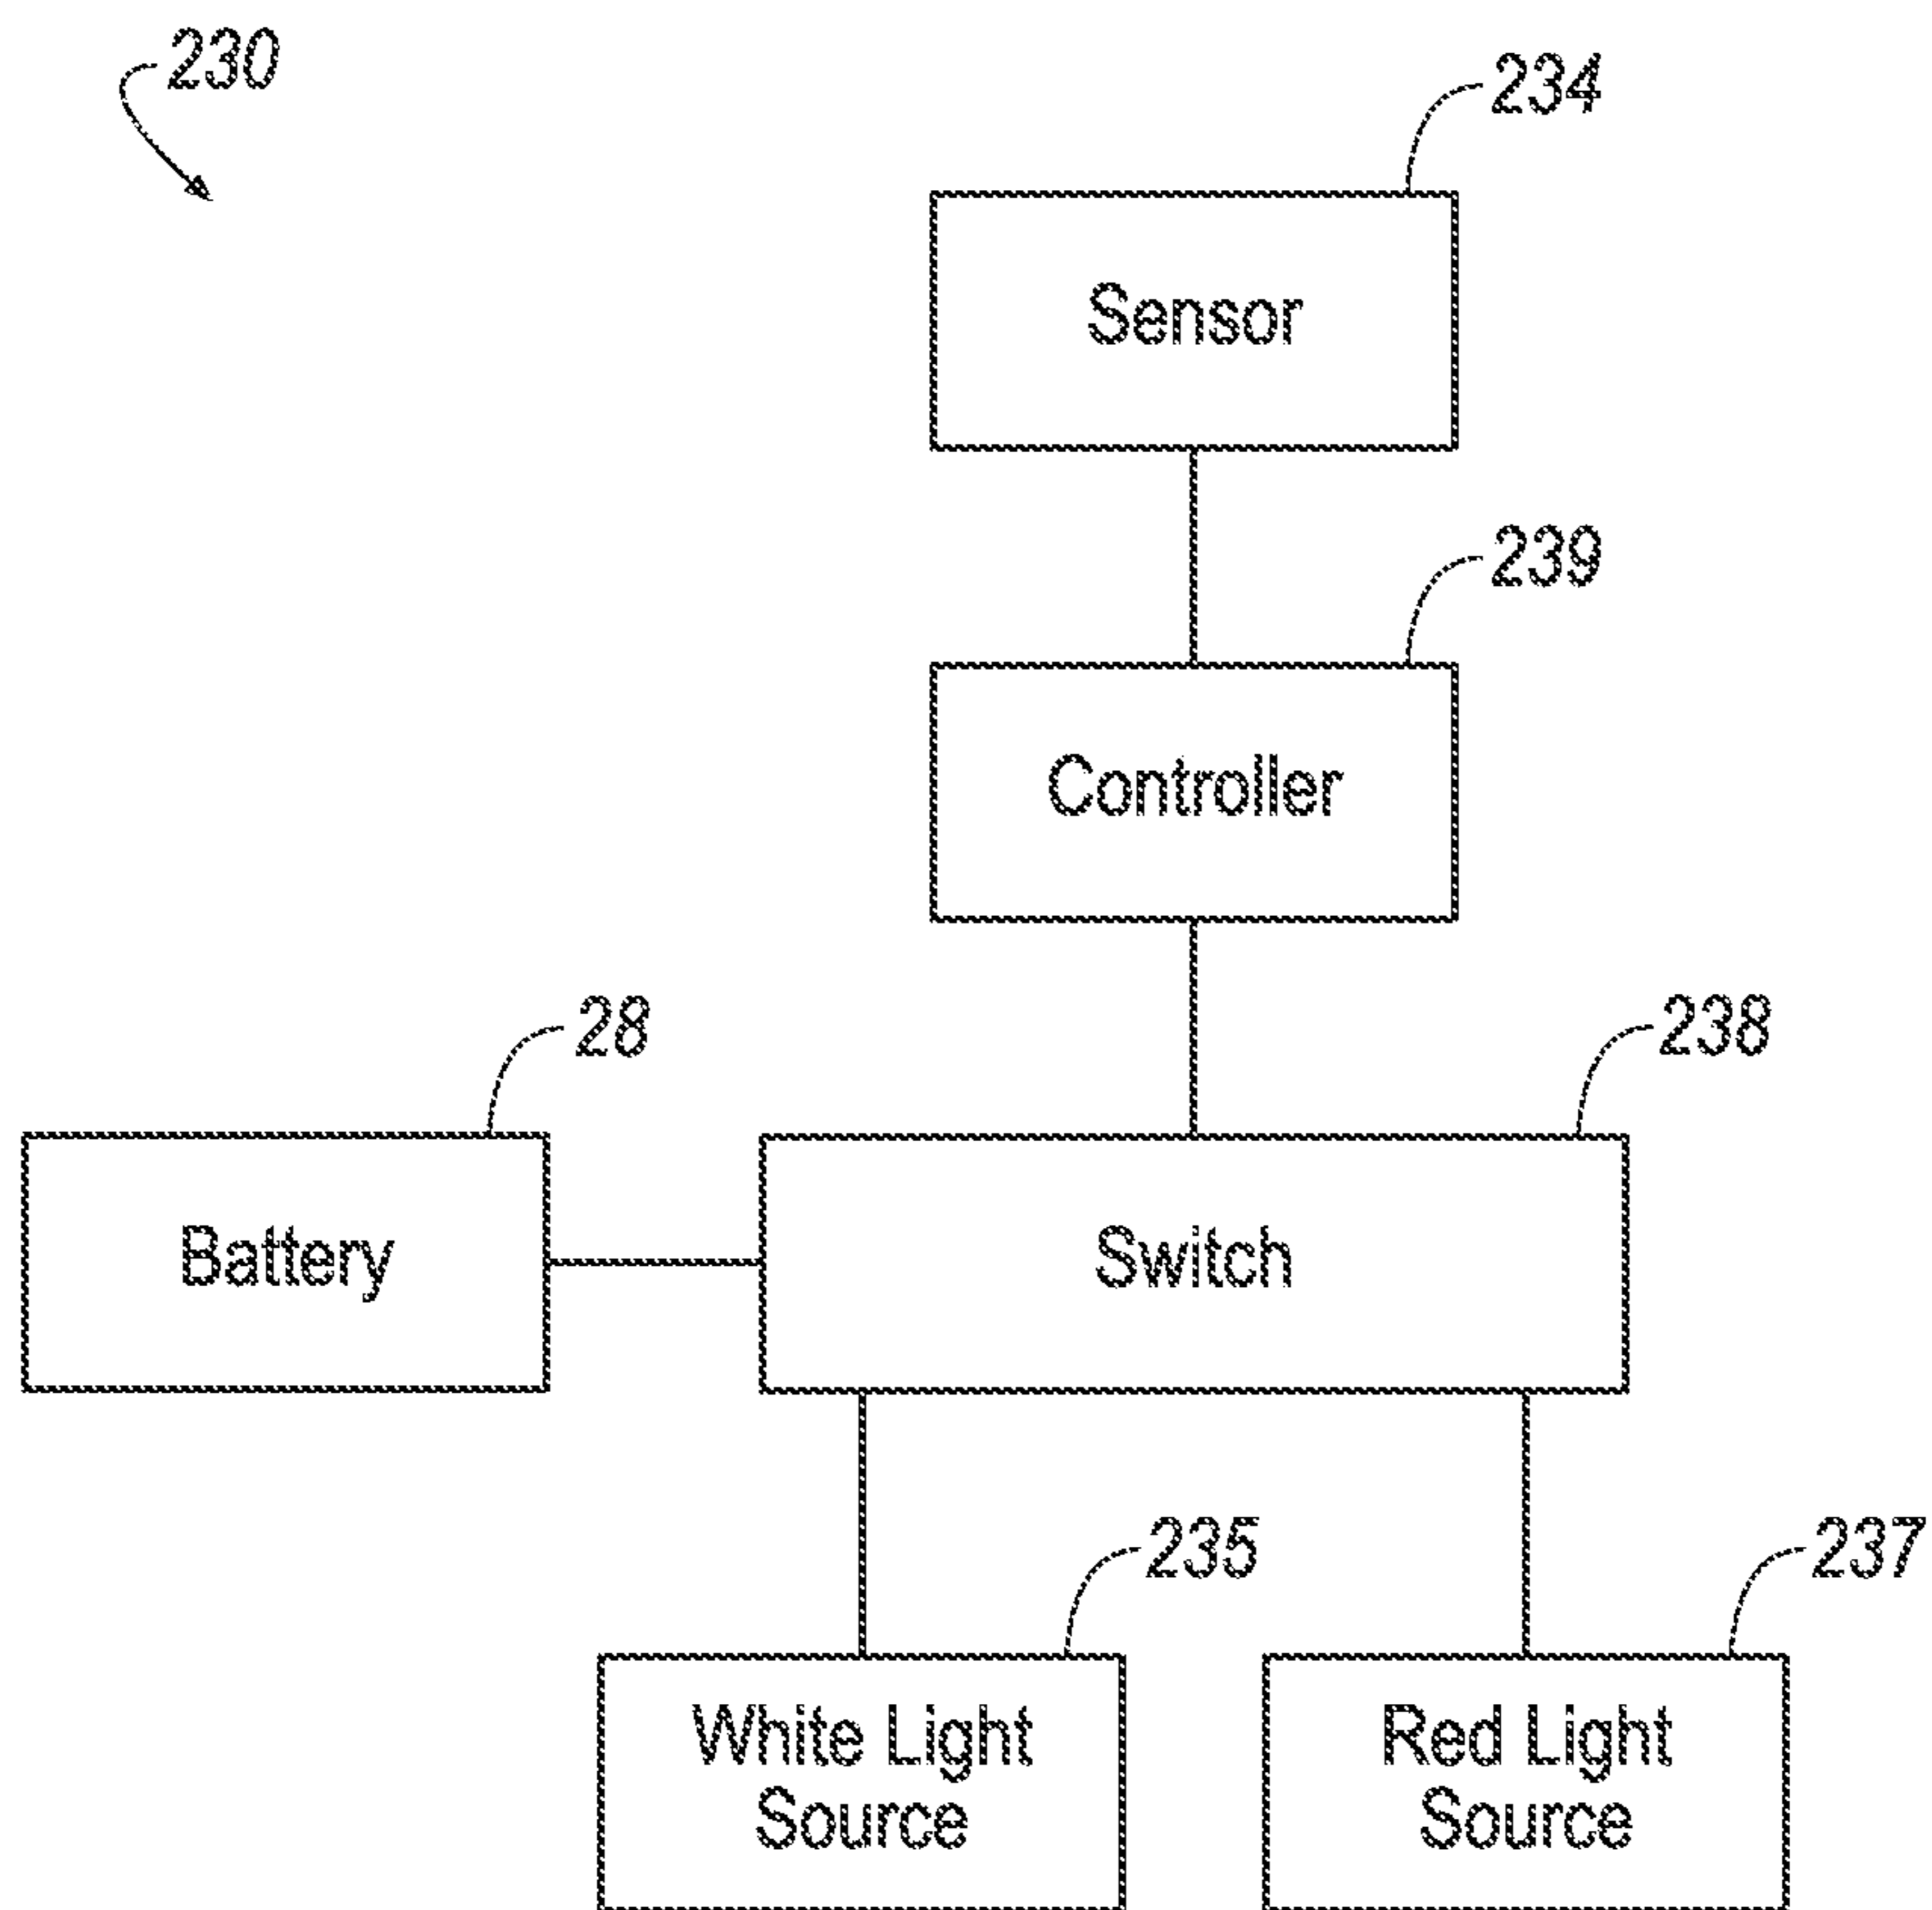 230
234
Sensor
239
Controller
28
238
Battery
Switch
235
237
White Light
Source
Red Light
Source